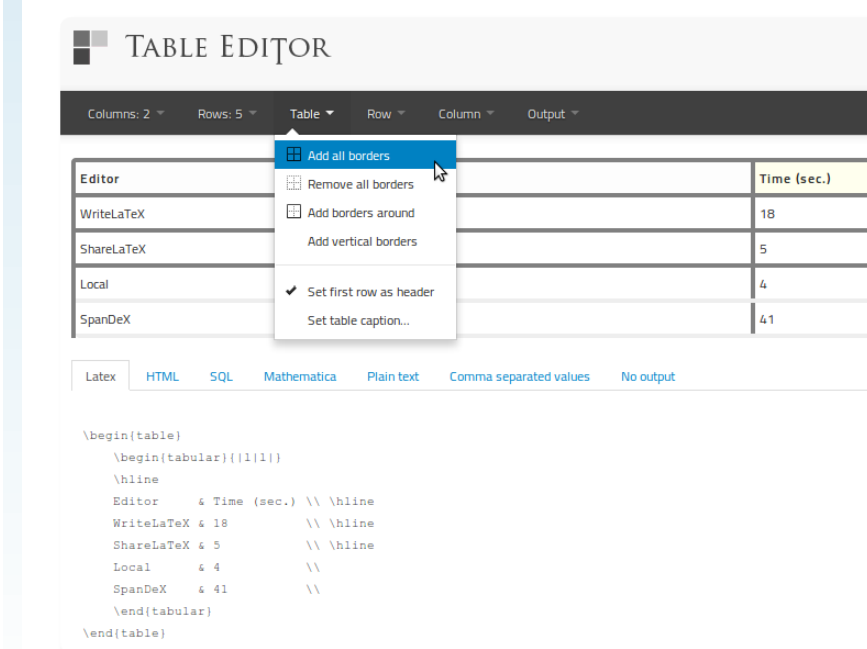 TABLE EDITOR
Columns: 2 Rows: 5 Table Row Column Output
Add all borders
Remove all borders
Add borders around
Add vertical borders
Set first row as header
Set table caption...
Editor Time (sec.)
WriteLaTeX 18
ShareLaTeX 5
Local 4
SpanDeX 41
Latex HTML SQL Mathematica Plain text Comma separated values No output
\begin{table}
    \begin{tabular}{|l|l|}
    \hline
    Editor     & Time (sec.) \\ \hline
    WriteLaTeX & 18          \\ \hline
    ShareLaTeX & 5           \\ \hline
    Local      & 4           \\
    SpanDeX    & 41          \\
    \end{tabular}
\end{table}